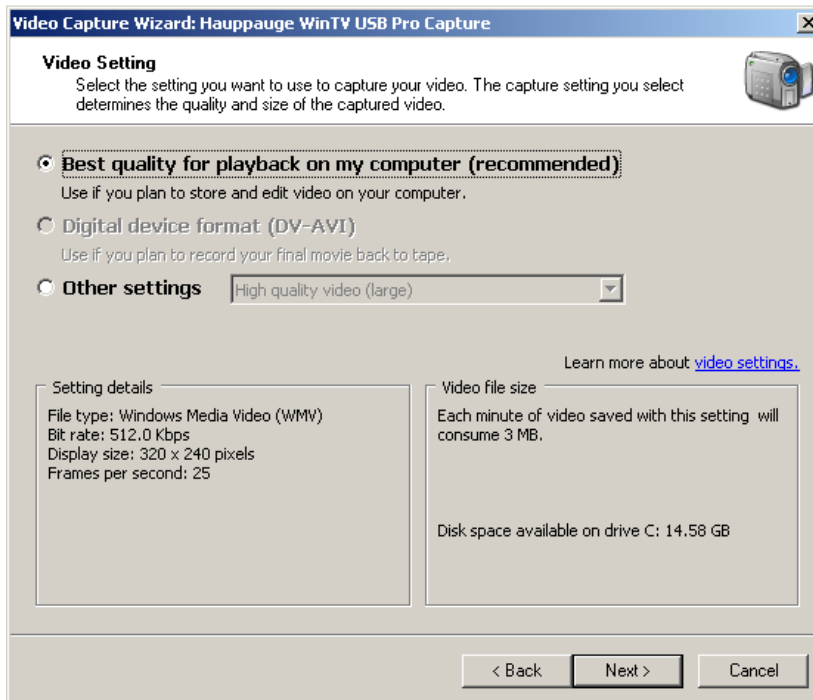 Video Capture Wizard: Hauppauge WinTV USB Pro Capture
Video Setting
Select the setting you want to use to capture your video. The capture setting you select
determines the quality and size of the captured video.
Best quality for playback on my computer (recommended)
Use if you plan to store and edit video on your computer.
Digital device format (DV-AVI)
Use if you plan to record your final movie back to tape.
Other settings High quality video (large)
Learn more about video settings.
Setting details
File type: Windows Media Video (WMV)
Bit rate: 512.0 Kbps
Display size: 320 x 240 pixels
Frames per second: 25
Video file size
Each minute of video saved with this setting will
consume 3 MB.
Disk space available on drive C: 14.58 GB
< Back Next > Cancel